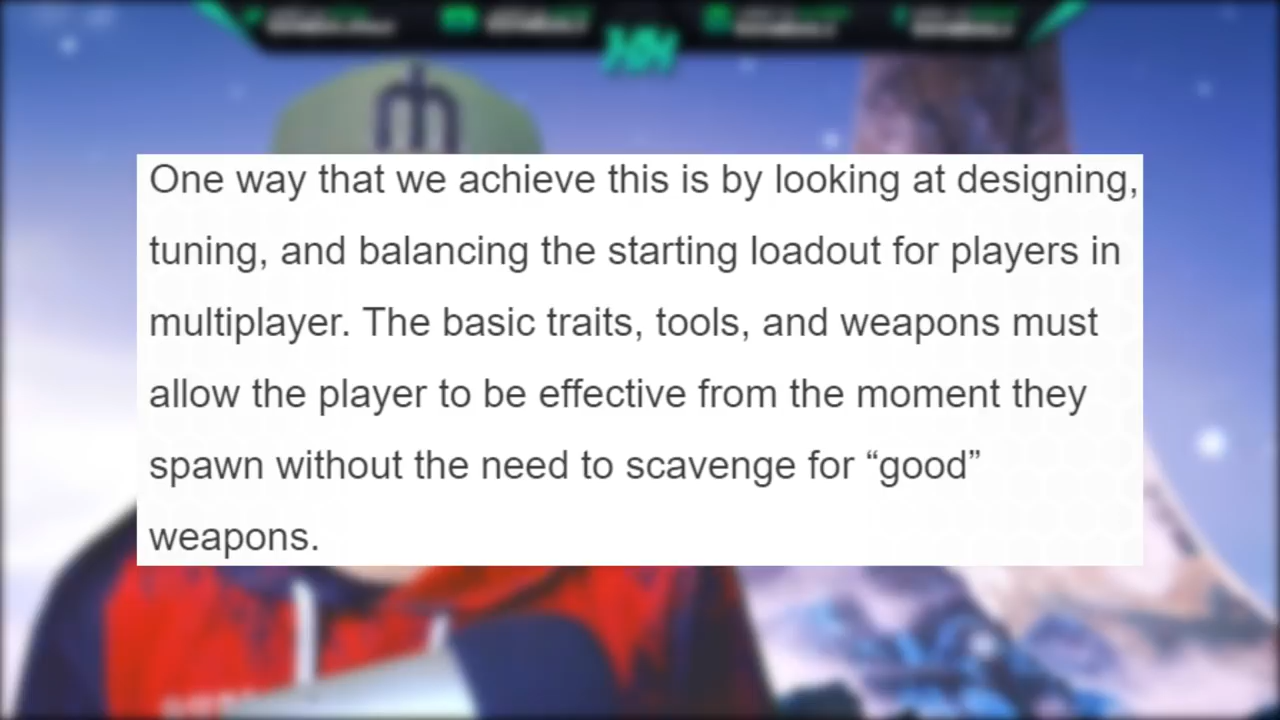 One way that we achieve this is by looking at designing,
tuning, and balancing the starting loadout for players in
multiplayer. The basic traits, tools, and weapons must
allow the player to be effective from the moment they
spawn without the need to scavenge for “good”
weapons.